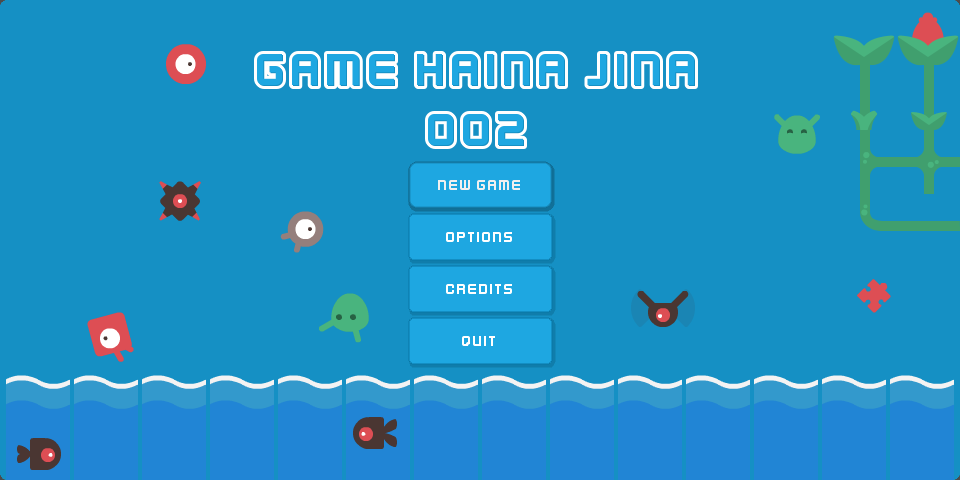 GAME HAINA JINA
002
NEW GAME
OPTIONS
CREDITS
QUIT